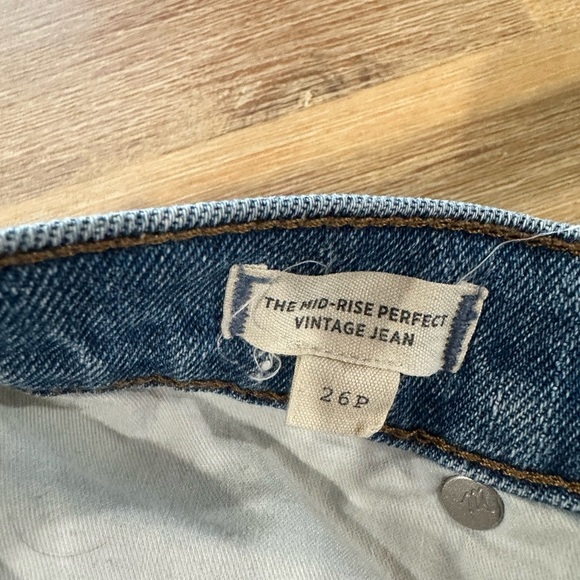 THE MID-RISE PERFECT
VINTAGE JEAN
26P